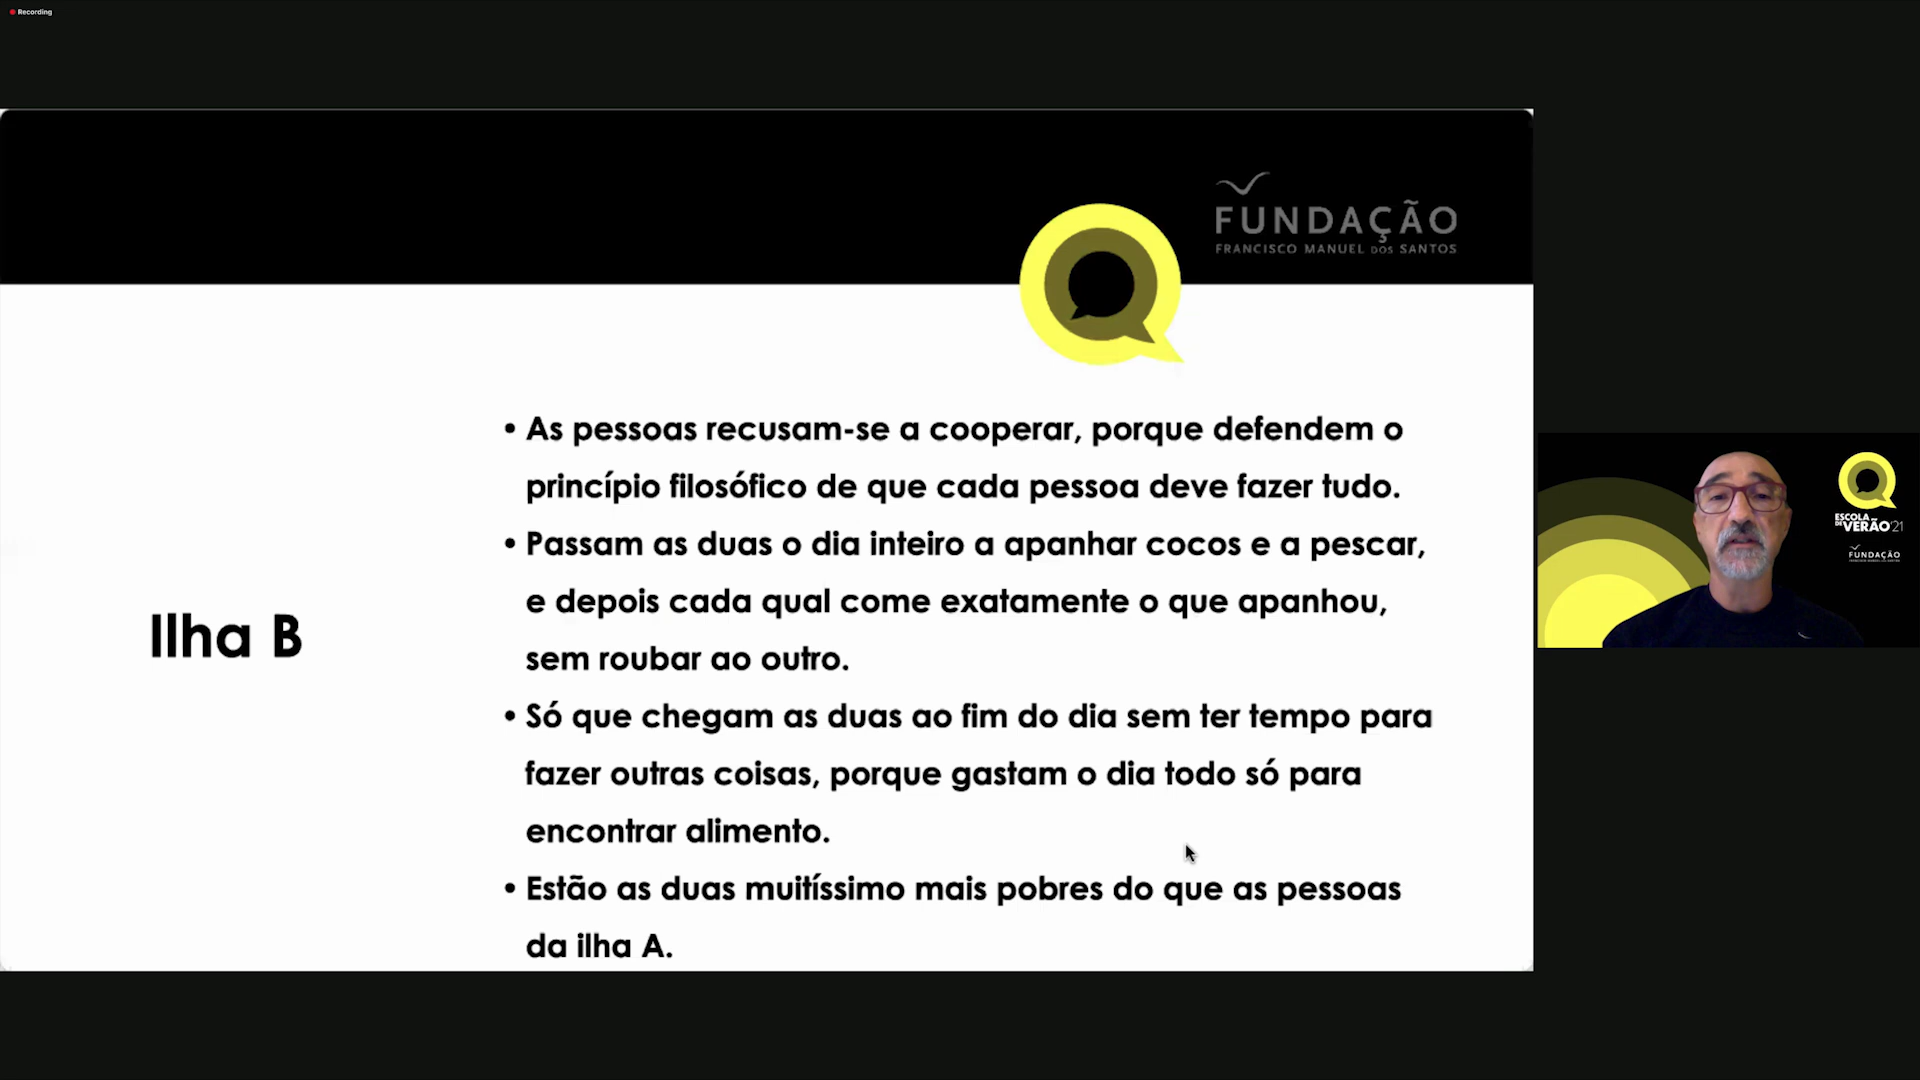 Recording
FUNDAÇÃO
FRANCISCO MANUEL DOS SANTOS
Ilha B
• As pessoas recusam-se a cooperar, porque defendem o
princípio filosófico de que cada pessoa deve fazer tudo.
• Passam as duas o dia inteiro a apanhar cocos e a pescar,
e depois cada qual come exatamente o que apanhou,
sem roubar ao outro.
• Só que chegam as duas ao fim do dia sem ter tempo para
fazer outras coisas, porque gastam o dia todo só para
encontrar alimento.
• Estão as duas muitíssimo mais pobres do que as pessoas
da ilha A.
ESCOLA
DE VERÃO'21
FUNDAÇÃO